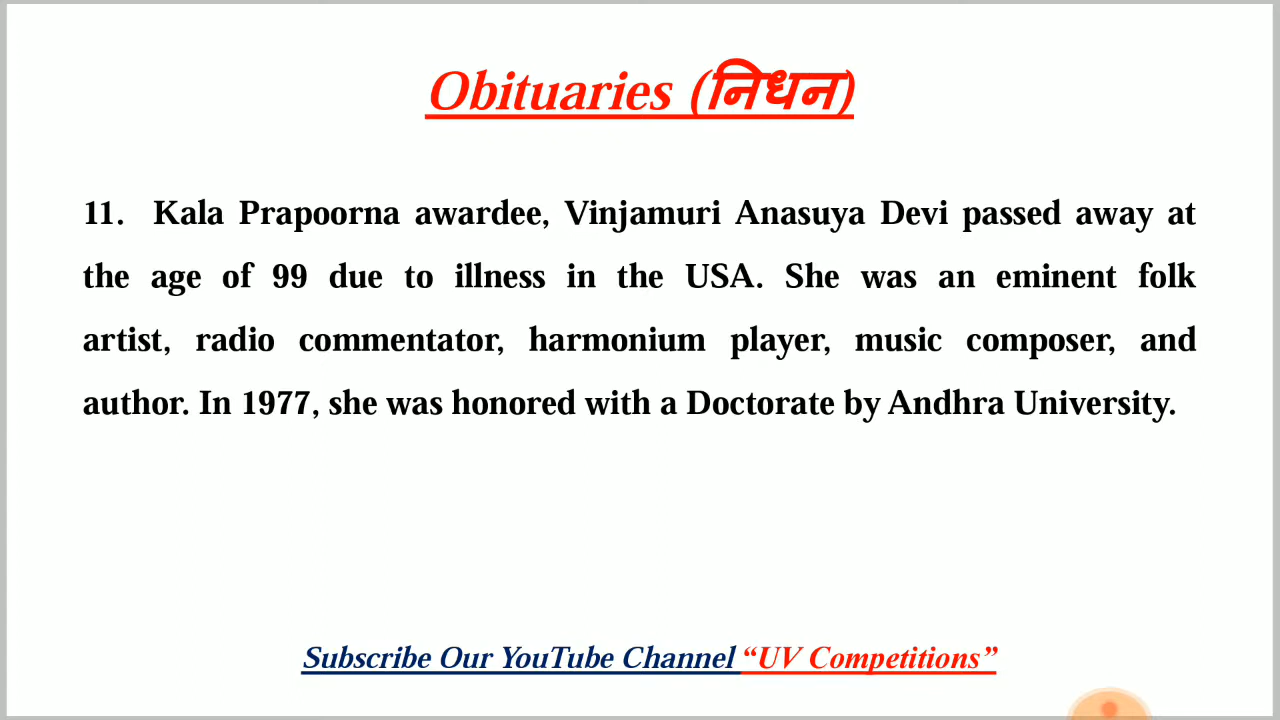 Obituaries (निधन)
11. Kala Prapoorna awardee, Vinjamuri Anasuya Devi passed away at
the age of 99 due to illness in the USA. She was an eminent folk
artist, radio commentator, harmonium player, music composer, and
author. In 1977, she was honored with a Doctorate by Andhra University.
Subscribe Our YouTube Channel “UV Competitions”